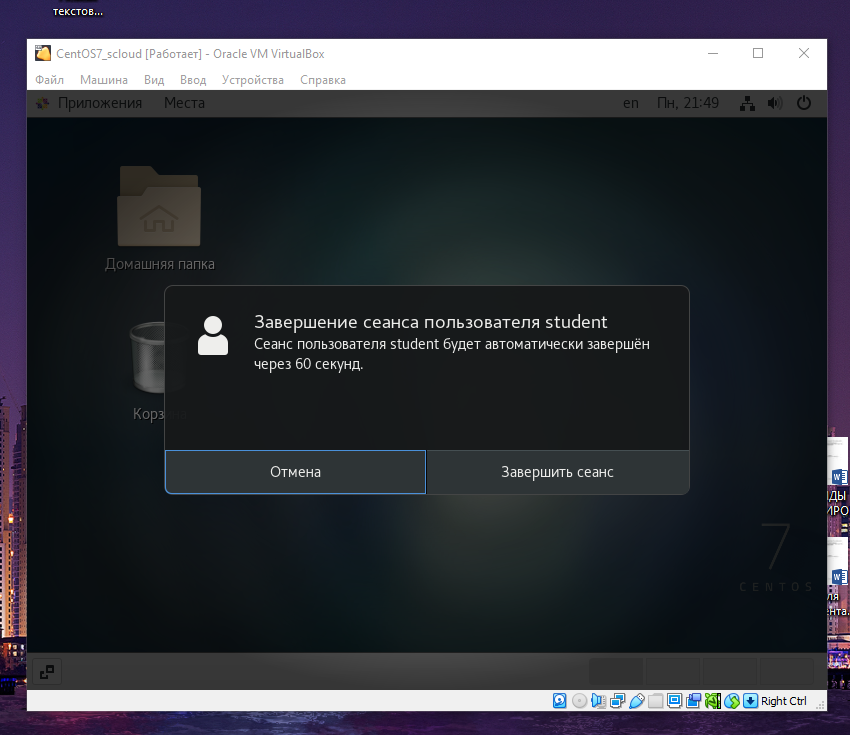 текстов...
CentOS7_scloud [Работает] - Oracle VM VirtualBox
Файл Машина Вид Ввод Устройства Справка
Приложения Места en Пн, 21:49
Домашняя папка
Завершение сеанса пользователя student
Сеанс пользователя student будет автоматически завершён
через 60 секунд.
Отмена Завершить сеанс
7
CENTOS
Right Ctrl